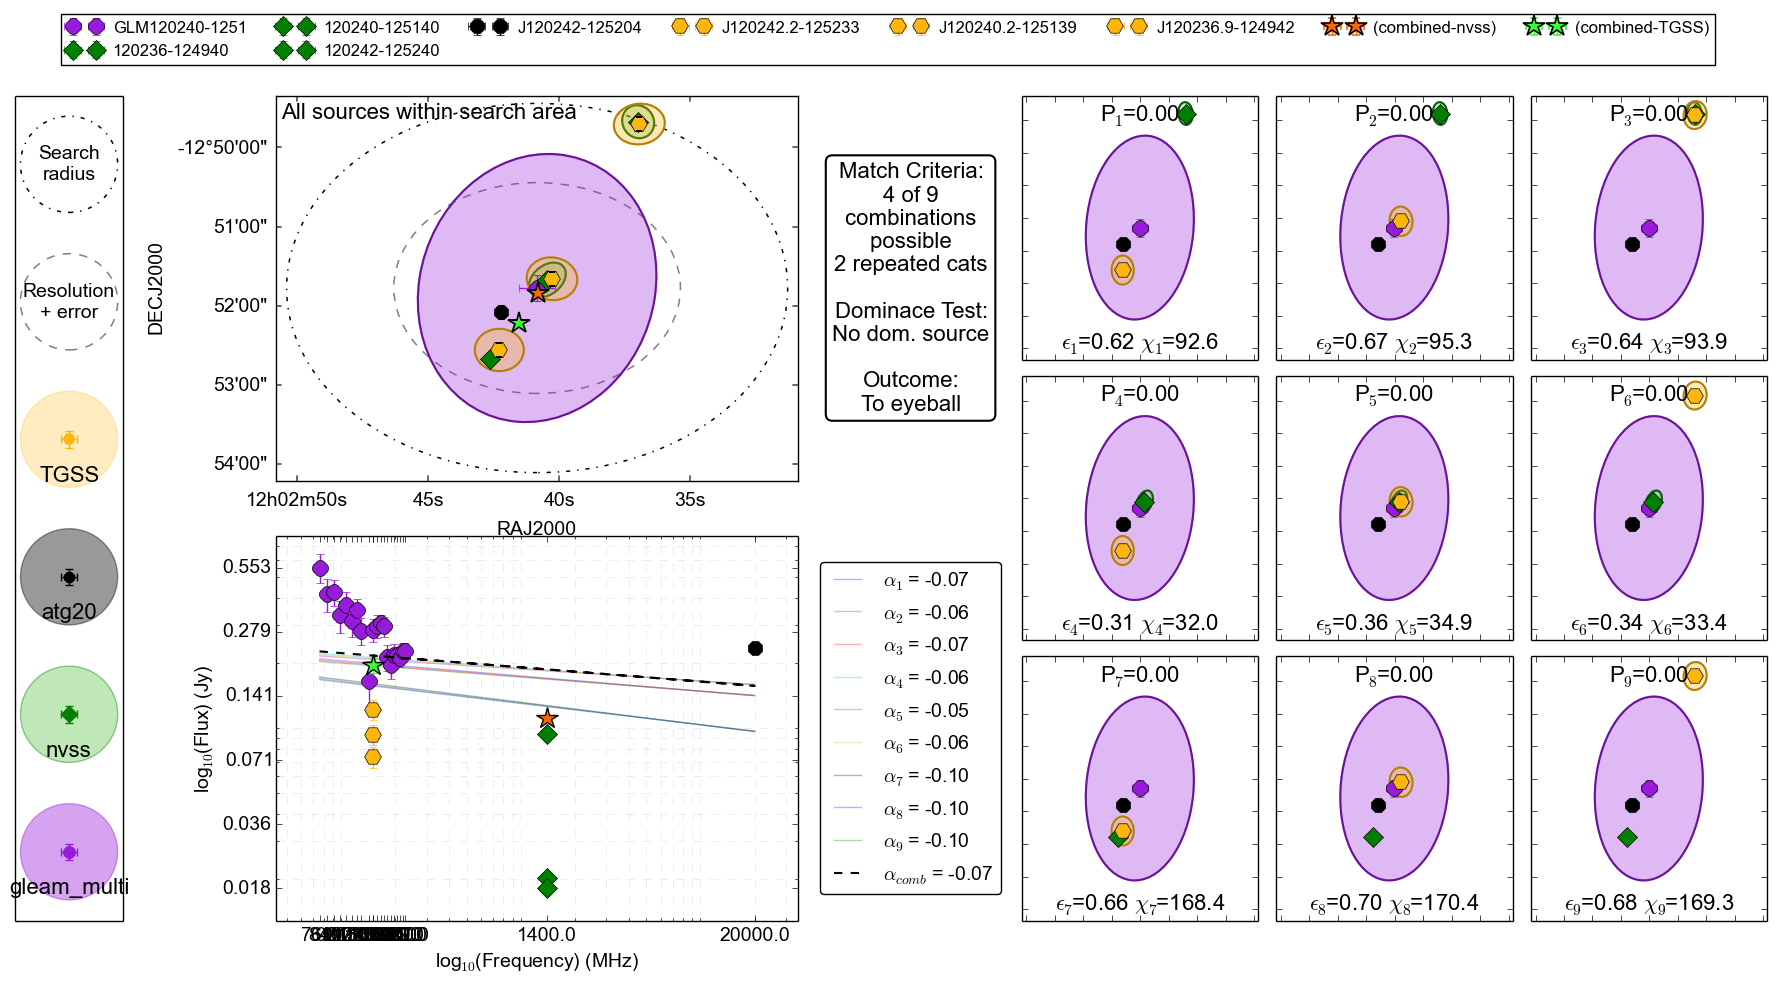 GLM120240-1251
120240-125140
J120242-125204
J120242.2-125233
J120240.2-125139
J120236.9-124942
(combined-nvss)
(combined-TGSS)
120236-124940
120242-125240
Search
radius
Resolution
+ error
TGSS
atg20
nvss
gleam_multi
All sources within search area
DECJ2000
-12°50'00"
51'00"
52'00"
53'00"
54'00"
12h02m50s
45s
40s
35s
RAJ2000
Match Criteria:
4 of 9
combinations
possible
2 repeated cats
Dominace Test:
No dom. source
Outcome:
To eyeball
log10(Flux) (Jy)
0.553
0.279
0.141
0.071
0.036
0.018
1400.0
20000.0
log10(Frequency) (MHz)
α1 = -0.07
α2 = -0.06
α3 = -0.07
α4 = -0.06
α5 = -0.05
α6 = -0.06
α7 = -0.10
α8 = -0.10
α9 = -0.10
αcomb = -0.07
P1=0.00
ϵ1=0.62 χ1=92.6
P2=0.00
ϵ2=0.67 χ2=95.3
P3=0.00
ϵ3=0.64 χ3=93.9
P4=0.00
ϵ4=0.31 χ4=32.0
P5=0.00
ϵ5=0.36 χ5=34.9
P6=0.00
ϵ6=0.34 χ6=33.4
P7=0.00
ϵ7=0.66 χ7=168.4
P8=0.00
ϵ8=0.70 χ8=170.4
P9=0.00
ϵ9=0.68 χ9=169.3